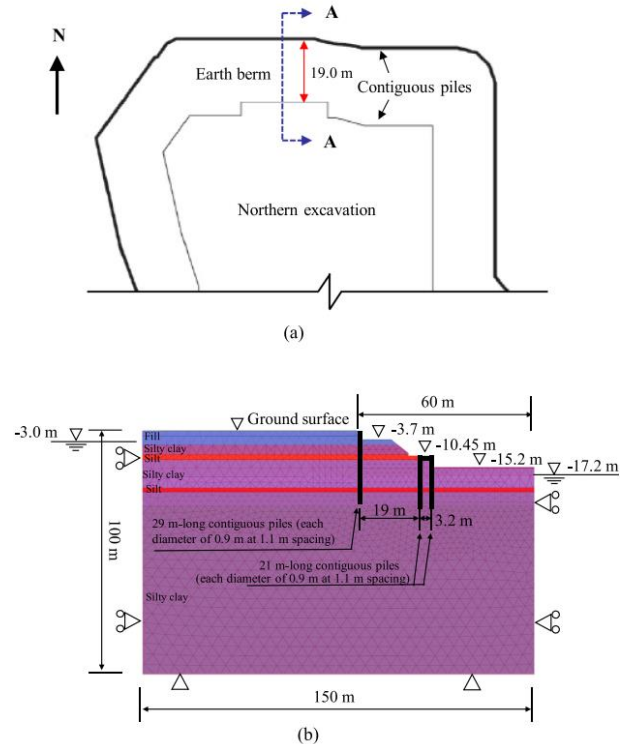 A
N
Earth berm
19.0 m
Contiguous piles
A
Northern excavation
(a)
60 m
Ground surface
-3.0 m
-3.7 m
Fill
-10.45 m
Silty clay
Silt
-15.2 m
-17.2 m
Silty clay
Silt
100 m
19 m
3.2 m
29 m-long contiguous piles (each
diameter of 0.9 m at 1.1 m spacing)
21 m-long contiguous piles
(each diameter of 0.9 m at 1.1 m spacing)
Silty clay
150 m
(b)